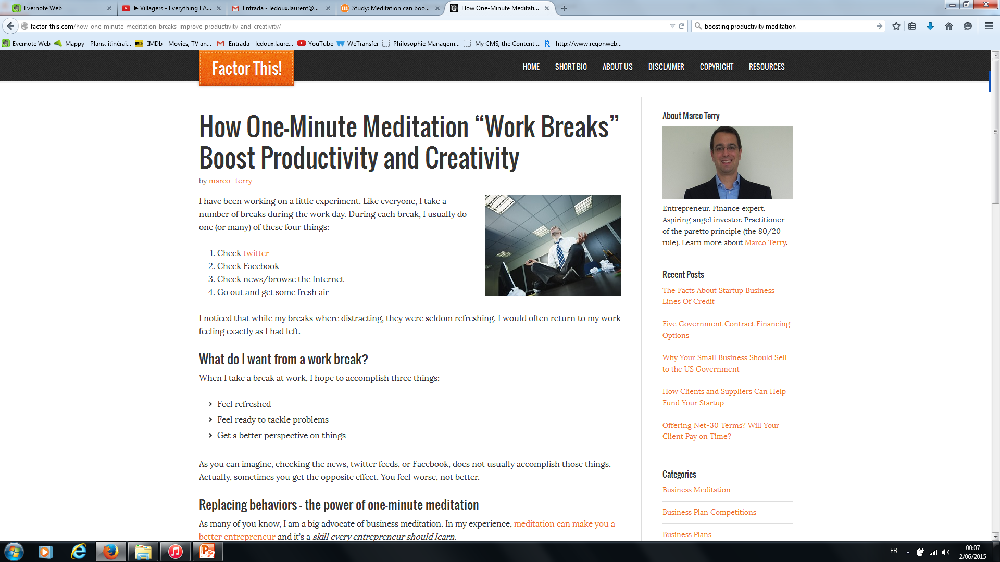 Evernote Web
Villagers - Everything I A...
Entrada - ledoux.laurent@...
Study: Meditation can boo...
How One-Minute Meditati...
factor-this.com/how-one-minute-meditation-breaks-improve-productivity-and-creativity/
boosting productivity meditation
Evernote Web
Mappy - Plans, itinérai...
IMDb - Movies, TV an...
Entrada - ledoux.laure...
YouTube
WeTransfer
Philosophie Managem...
My CMS, the Content ...
http://www.regonweb...
Factor This!
HOME
SHORT BIO
ABOUT US
DISCLAIMER
COPYRIGHT
RESOURCES
How One-Minute Meditation “Work Breaks”
Boost Productivity and Creativity
by marco_terry
I have been working on a little experiment. Like everyone, I take a
number of breaks during the work day. During each break, I usually do
one (or many) of these four things:
1. Check twitter
2. Check Facebook
3. Check news/browse the Internet
4. Go out and get some fresh air
I noticed that while my breaks where distracting, they were seldom refreshing. I would often return to my work
feeling exactly as I had left.
What do I want from a work break?
When I take a break at work, I hope to accomplish three things:
› Feel refreshed
› Feel ready to tackle problems
› Get a better perspective on things
As you can imagine, checking the news, twitter feeds, or Facebook, does not usually accomplish those things.
Actually, sometimes you get the opposite effect. You feel worse, not better.
Replacing behaviors - the power of one-minute meditation
As many of you know, I am a big advocate of business meditation. In my experience, meditation can make you a
better entrepreneur and it’s a skill every entrepreneur should learn.
About Marco Terry
Entrepreneur. Finance expert.
Aspiring angel investor. Practitioner
of the paretto principle (the 80/20
rule). Learn more about Marco Terry.
Recent Posts
The Facts About Startup Business
Lines Of Credit
Five Government Contract Financing
Options
Why Your Small Business Should Sell
to the US Government
How Clients and Suppliers Can Help
Fund Your Startup
Offering Net-30 Terms? Will Your
Client Pay on Time?
Categories
Business Meditation
Business Plan Competitions
Business Plans
FR
00:07
2/06/2015